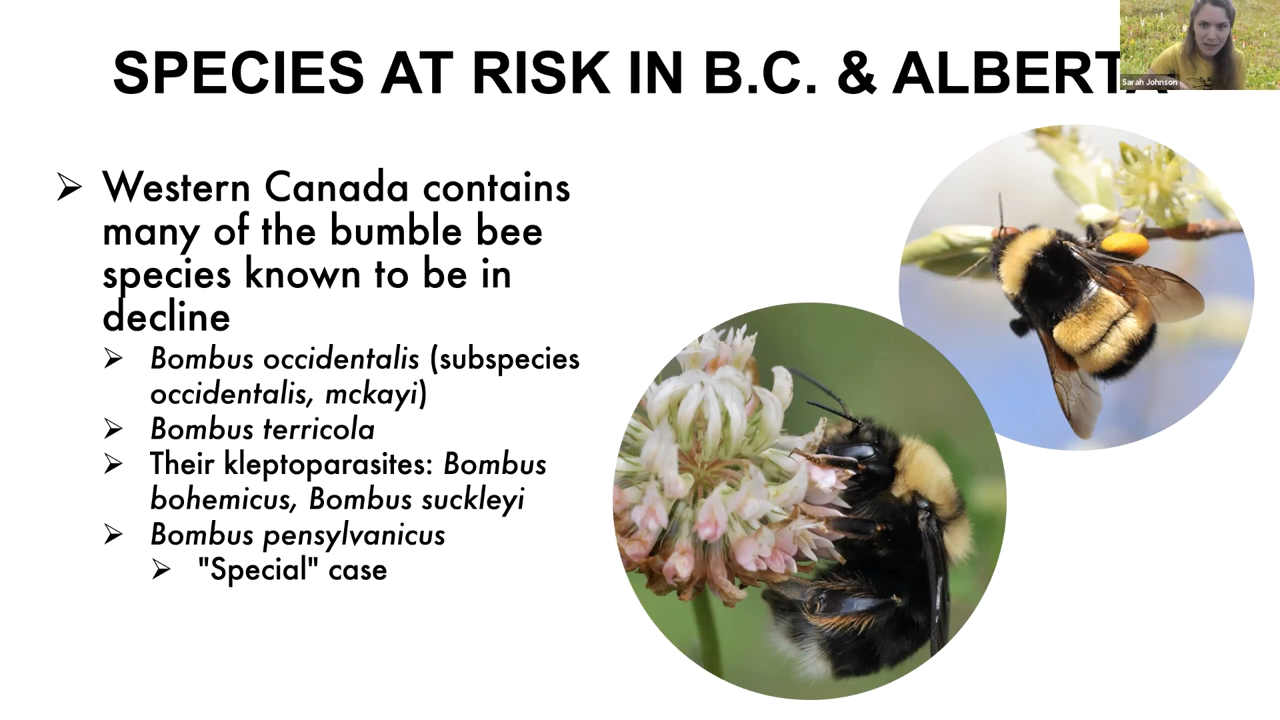 SPECIES AT RISK IN B.C. & ALBERTA
Sarah Johnson
➢ Western Canada contains
many of the bumble bee
species known to be in
decline
➢ Bombus occidentalis (subspecies
occidentalis, mckayi)
➢ Bombus terricola
➢ Their kleptoparasites: Bombus
bohemicus, Bombus suckleyi
➢ Bombus pensylvanicus
➢ "Special" case